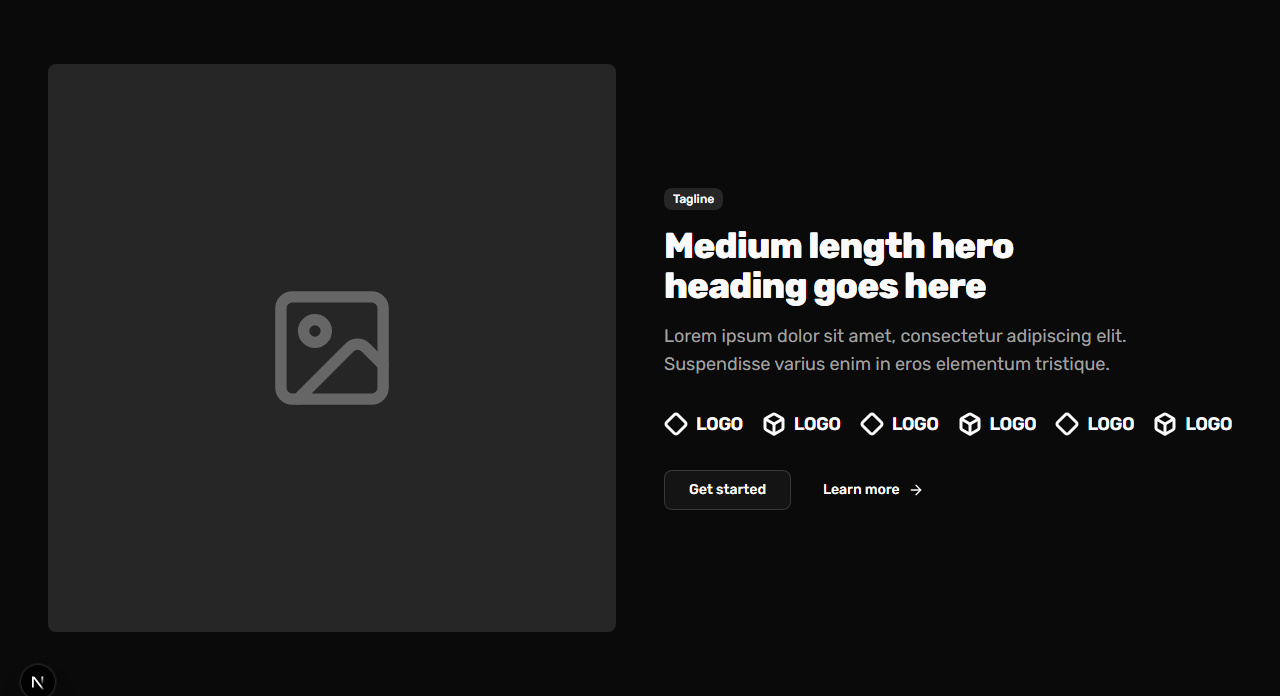 Tagline
Medium length hero
heading goes here
Lorem ipsum dolor sit amet, consectetur adipiscing elit.
Suspendisse varius enim in eros elementum tristique.
LOGO LOGO LOGO LOGO LOGO LOGO
Get started Learn more
N